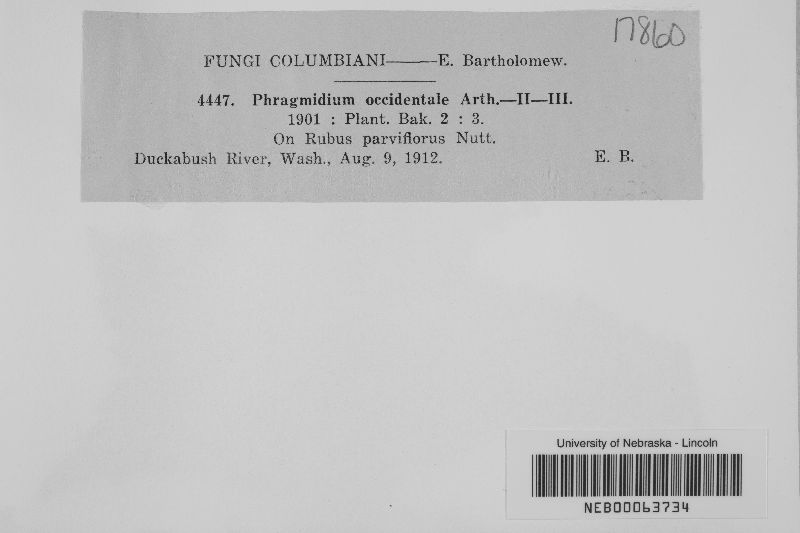 17860
FUNGI COLUMBIANI———E. Bartholomew.
4447. Phragmidium occidentale Arth.—II—III.
1901 : Plant. Bak. 2 : 3.
On Rubus parviflorus Nutt.
Duckabush River, Wash., Aug. 9, 1912. E. B.
University of Nebraska - Lincoln
NEB00063734